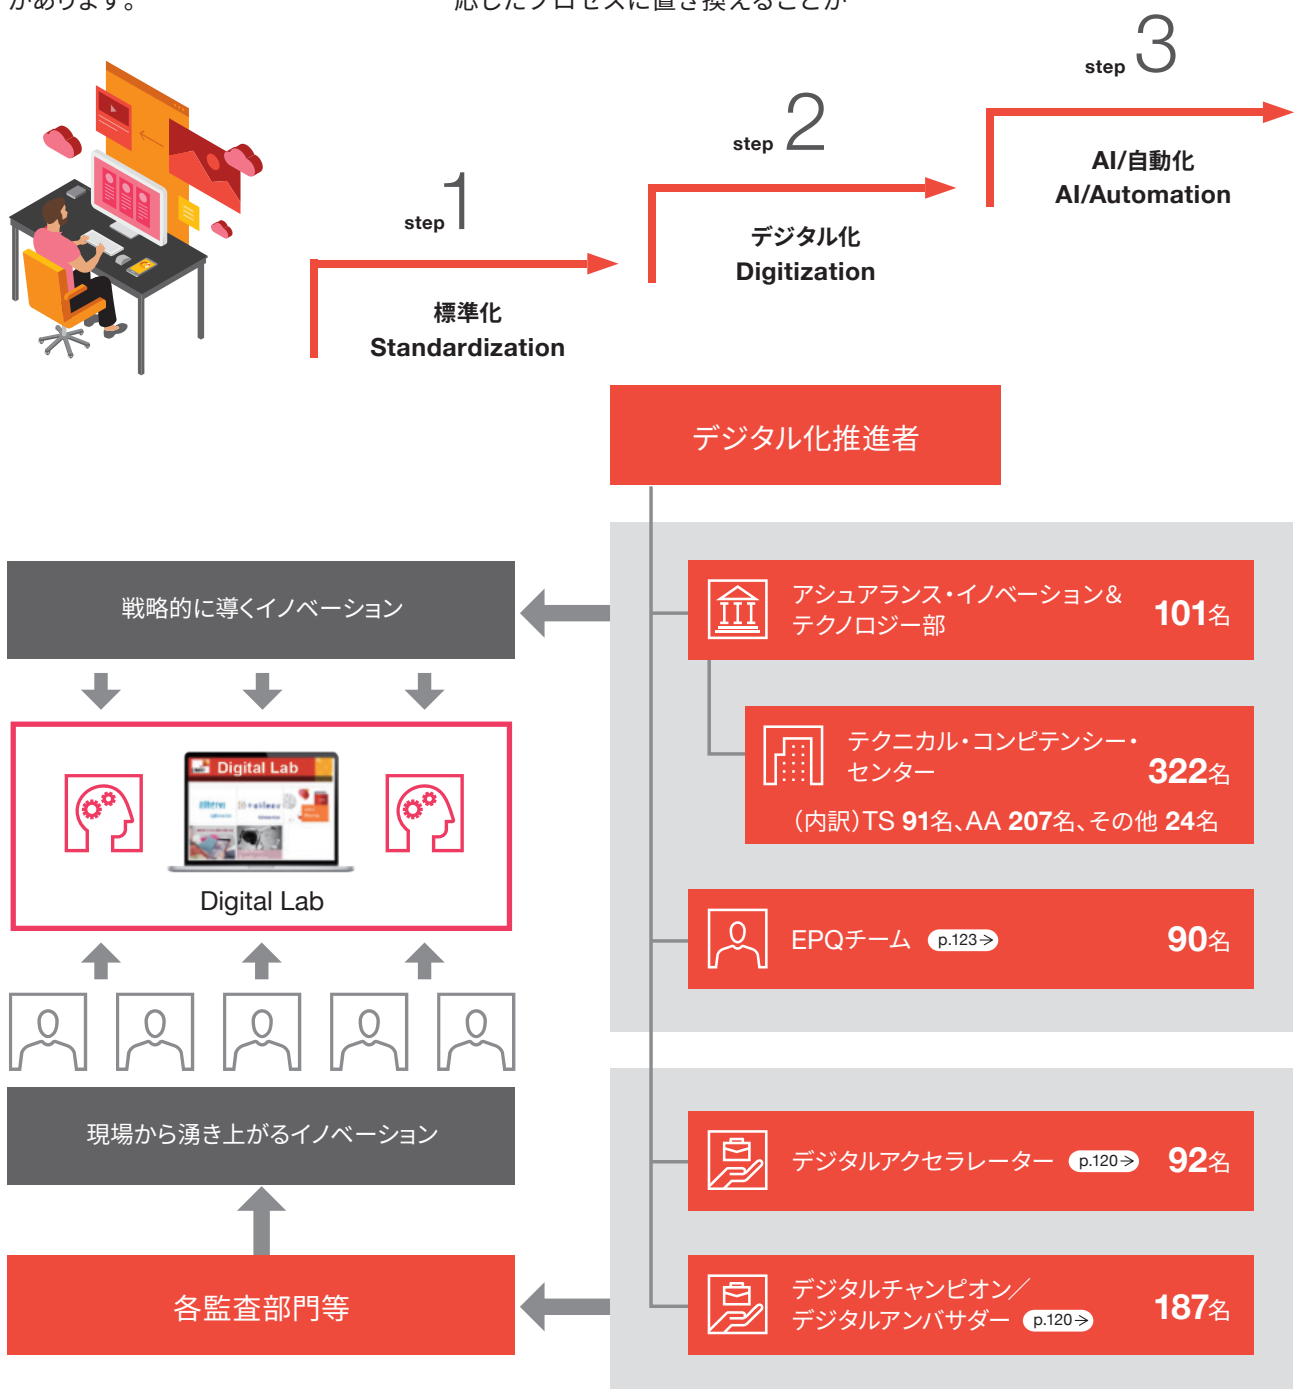 があります。
応じたプロセスに置き換えることが
step 1
標準化
Standardization
step 2
デジタル化
Digitization
step 3
AI/自動化
AI/Automation
デジタル化推進者
戦略的に導くイノベーション
アシュアランス・イノベーション&
テクノロジー部
101名
テクニカル・コンピテンシー・
センター
322名
（内訳）TS 91名、AA 207名、その他 24名
EPQチーム p.123→ 90名
Digital Lab
Digital Lab
現場から湧き上がるイノベーション
デジタルアクセラレーター p.120→ 92名
各監査部門等
デジタルチャンピオン／
デジタルアンバサダー p.120→
187名